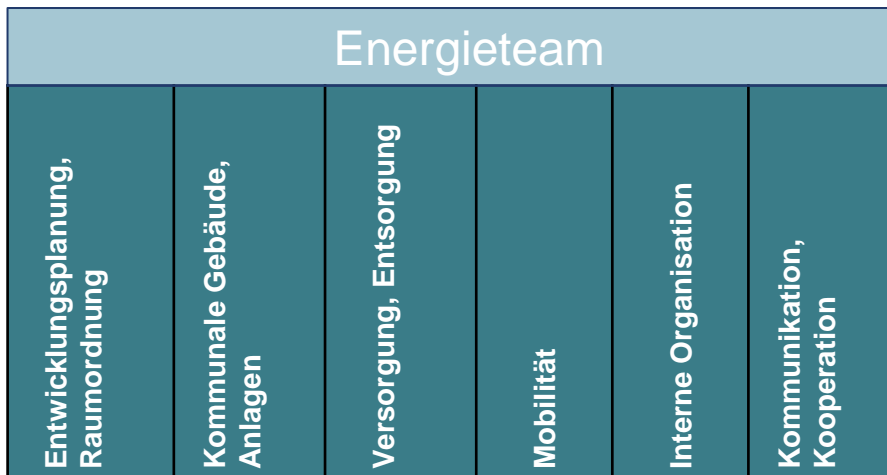 Energieteam
Entwicklungsplanung,
Raumordnung
Kommunale Gebäude,
Anlagen
Versorgung, Entsorgung
Mobilität
Interne Organisation
Kommunikation,
Kooperation